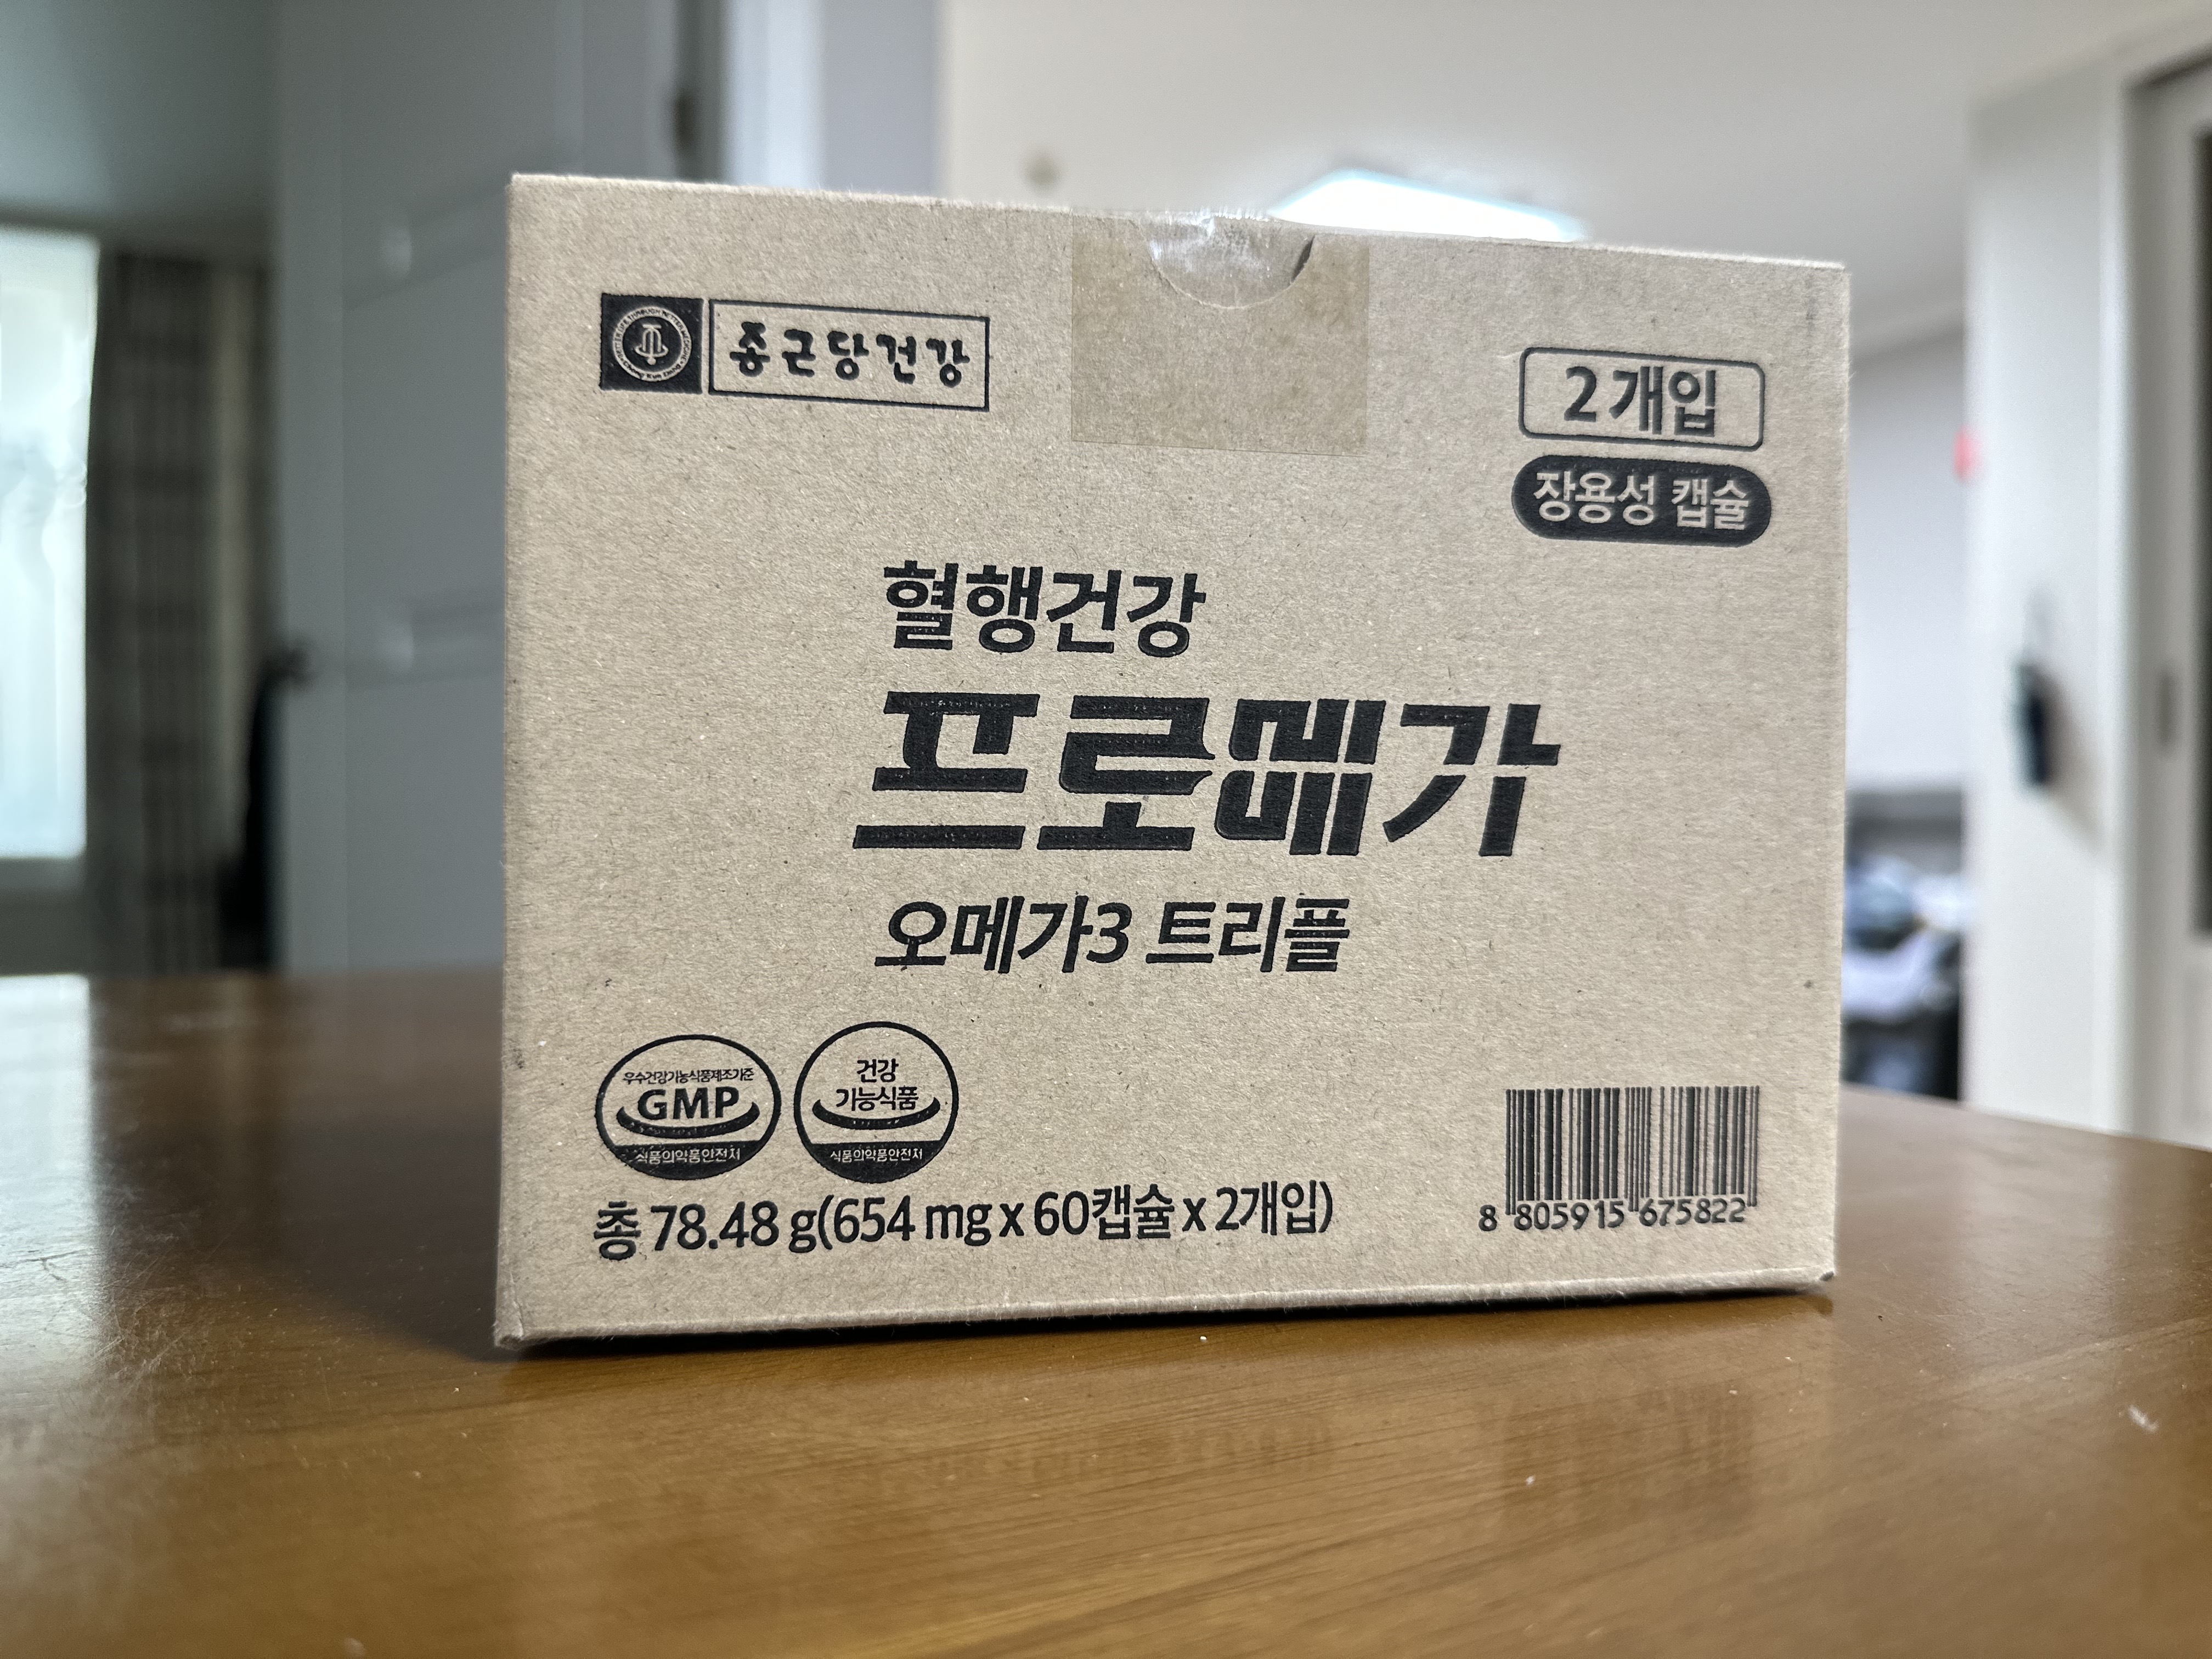 종근당건강
2개입
장용성 캡슐
혈행건강
프로메가
오메가3 트리플
우수건강기능식품제조기준
GMP
식품의약품안전처
건강
기능식품
식품의약품안전처
총 78.48 g(654 mg x 60캡슐 x 2개입)
8 805915 675822